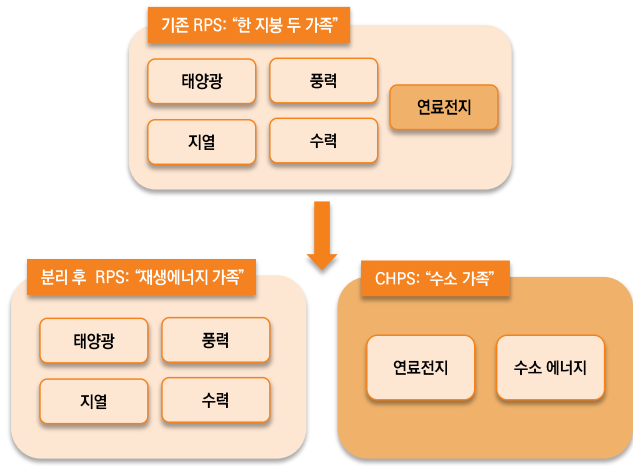 기존 RPS: “한 지붕 두 가족”
태양광
풍력
연료전지
지열
수력
분리 후 RPS: “재생에너지 가족”
CHPS: “수소 가족”
태양광
풍력
지열
수력
연료전지
수소 에너지